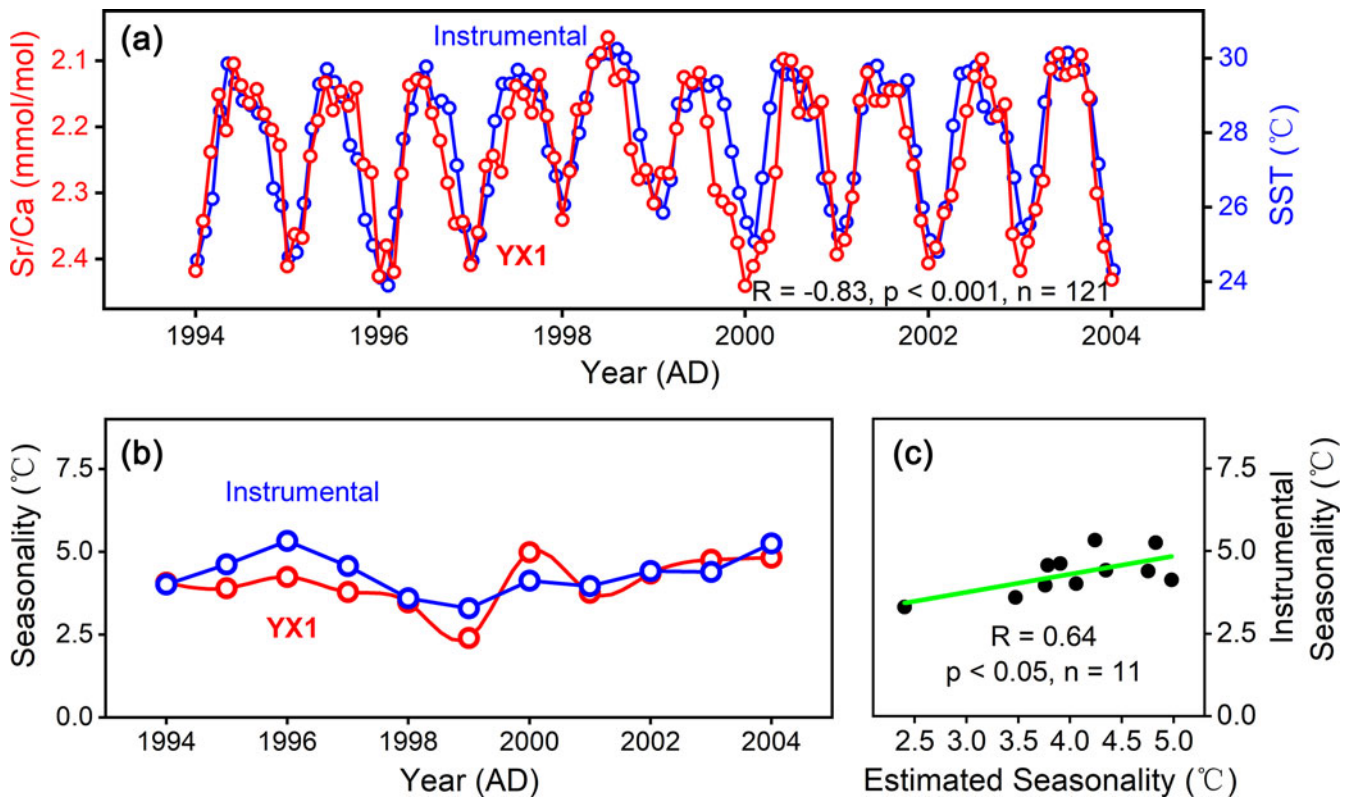 (a)
Instrumental
Sr/Ca (mmol/mol)
2.1
2.2
2.3
2.4
30
28
26
24
SST (℃)
YX1
R = -0.83, p < 0.001, n = 121
1994 1996 1998 2000 2002 2004
Year (AD)
(b)
Instrumental
YX1
Seasonality (℃)
7.5
5.0
2.5
0.0
1994 1996 1998 2000 2002 2004
Year (AD)
(c)
R = 0.64
p < 0.05, n = 11
7.5
5.0
2.5
0.0
Instrumental
Seasonality (℃)
2.5 3.0 3.5 4.0 4.5 5.0
Estimated Seasonality (℃)